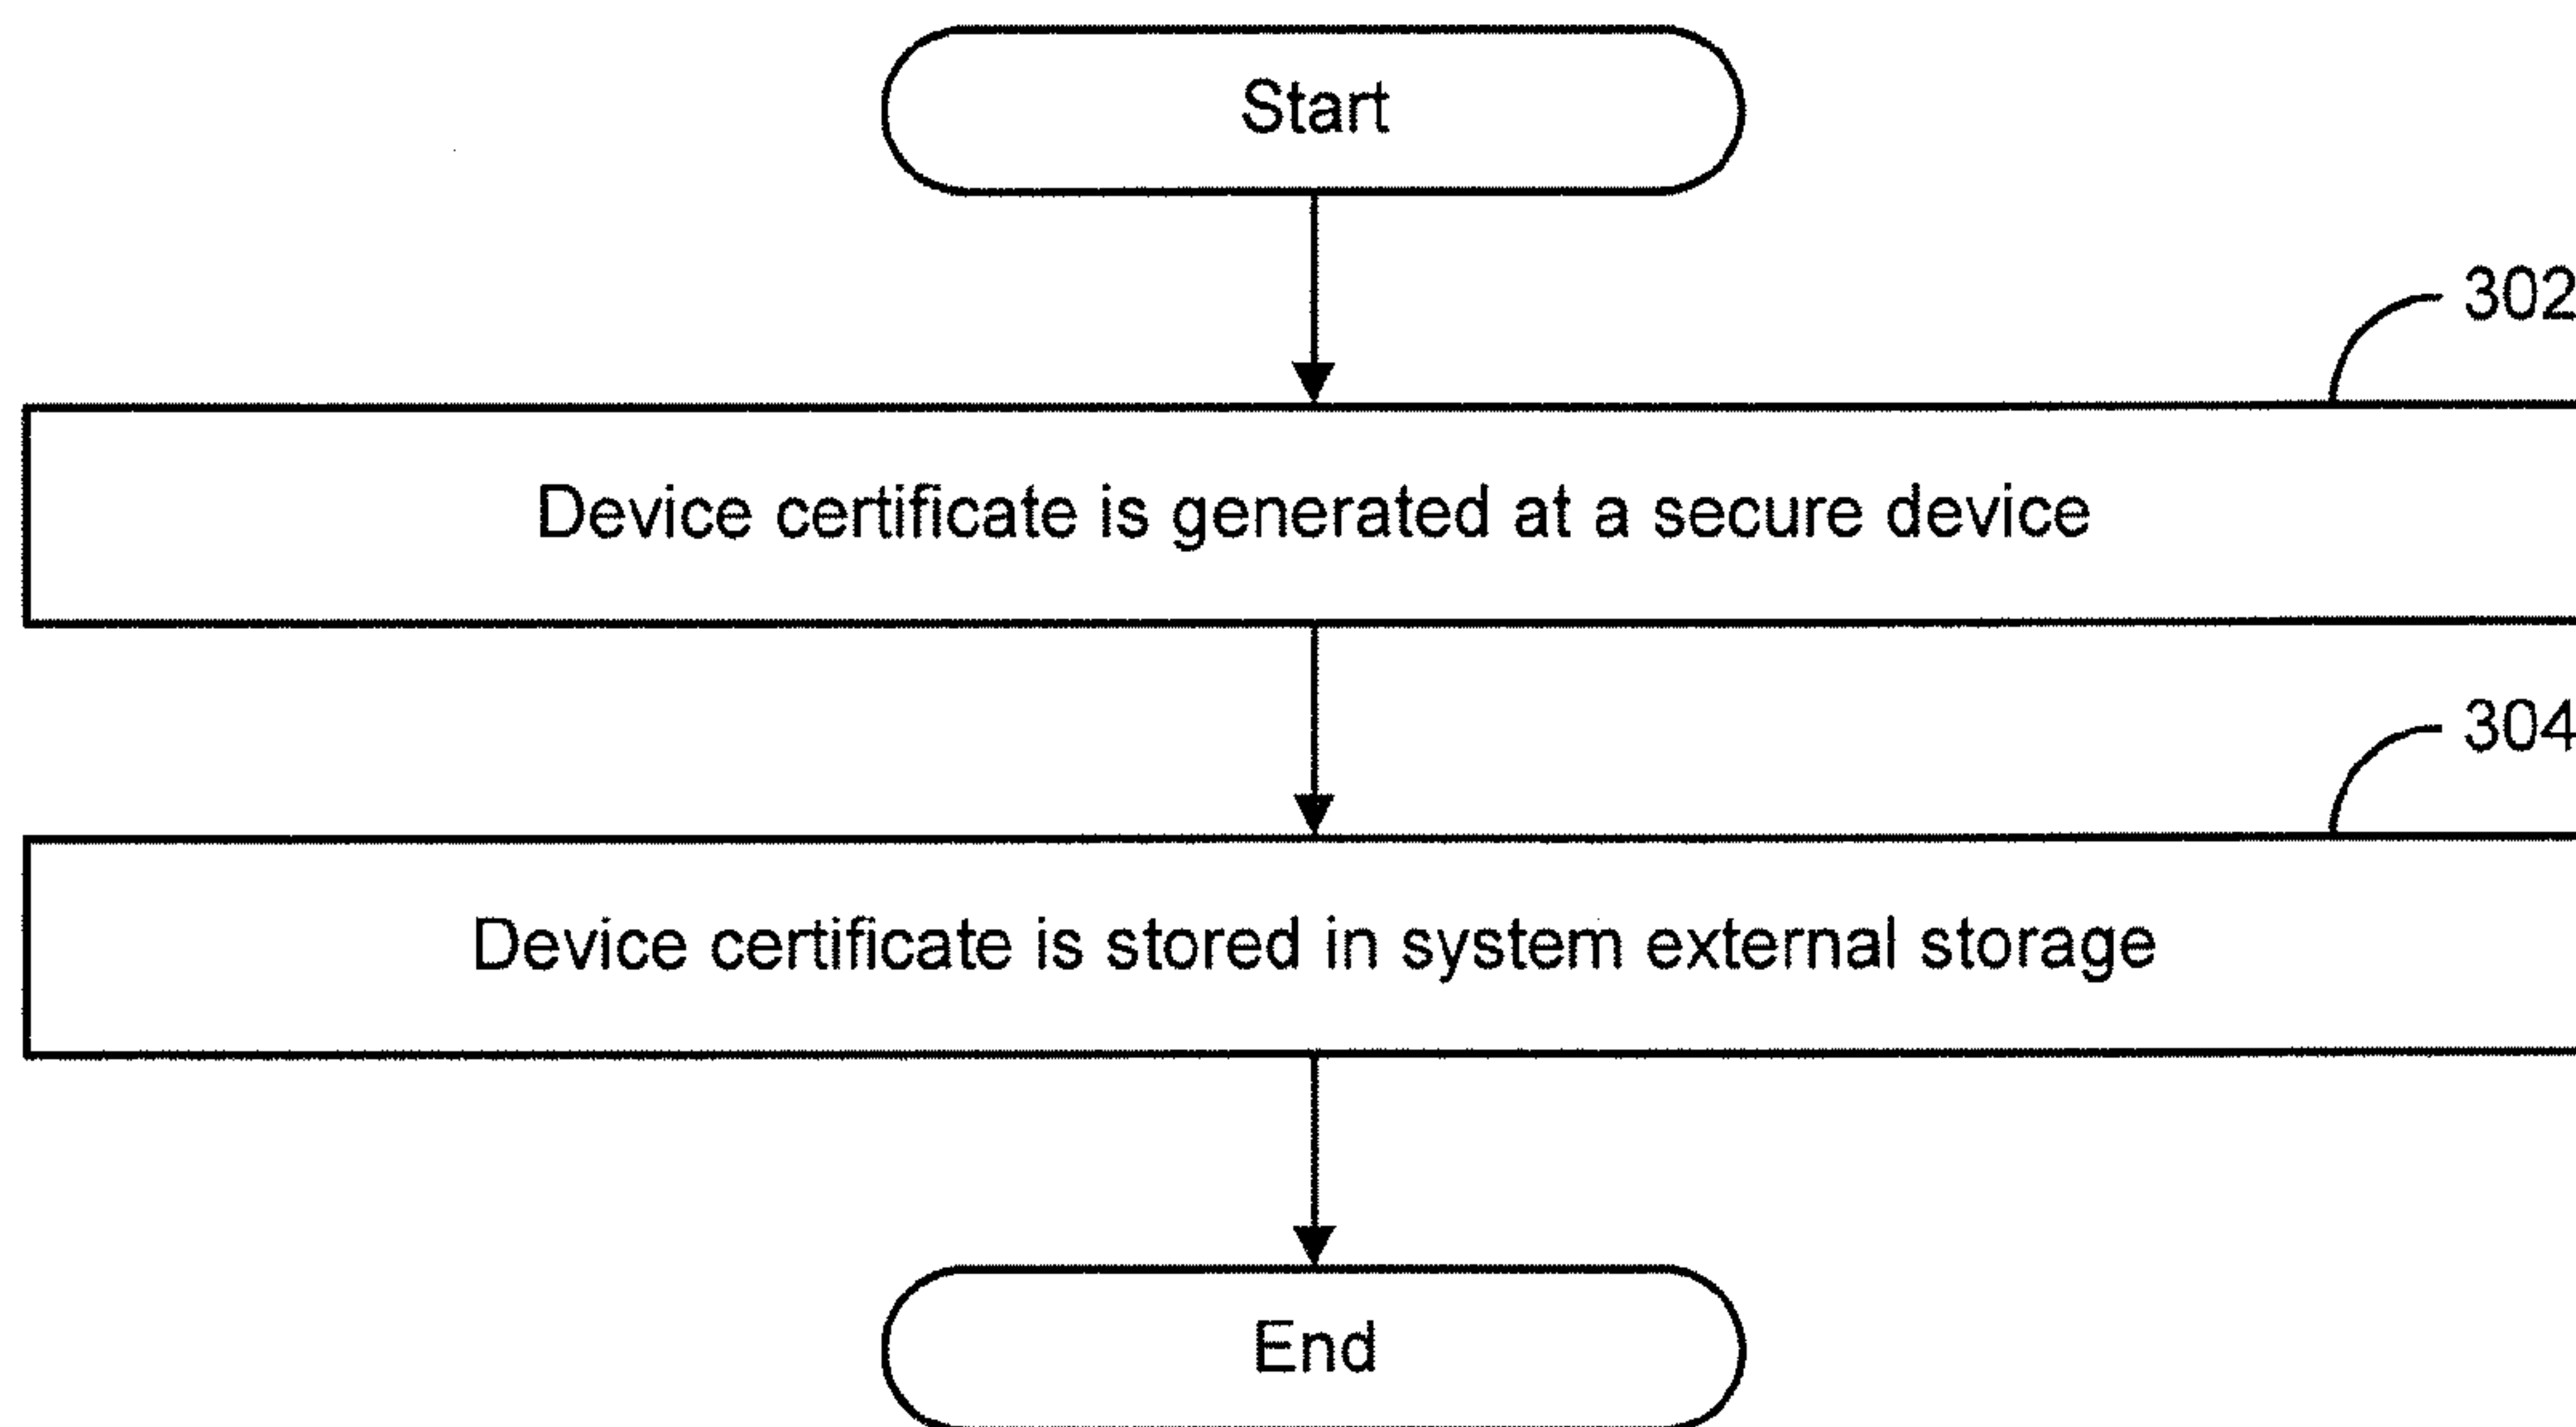 Start
302
Device certificate is generated at a secure device
304
Device certificate is stored in system external storage
End